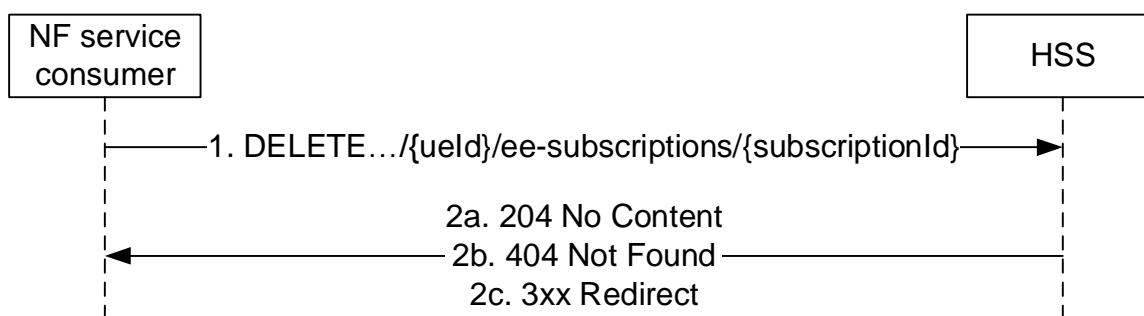 NF service
consumer
HSS
1. DELETE…/{ueId}/ee-subscriptions/{subscriptionId}
2a. 204 No Content
2b. 404 Not Found
2c. 3xx Redirect